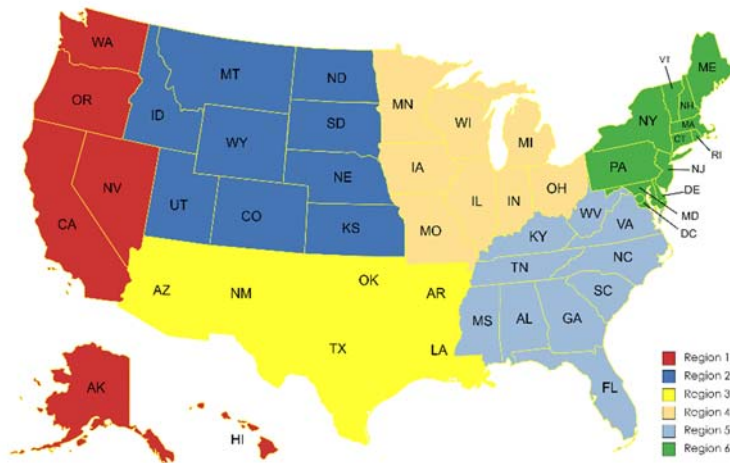 WA
MT
ND
MN
VT
ME
OR
ID
SD
WI
MI
NY
NH
MA
CT
RI
WY
IA
PA
NJ
NV
NE
IL
IN
OH
DE
MD
DC
CA
UT
CO
KS
MO
WV
VA
KY
NC
TN
AZ
NM
OK
AR
SC
MS
AL
GA
TX
LA
FL
AK
HI
Region 1
Region 2
Region 3
Region 4
Region 5
Region 6